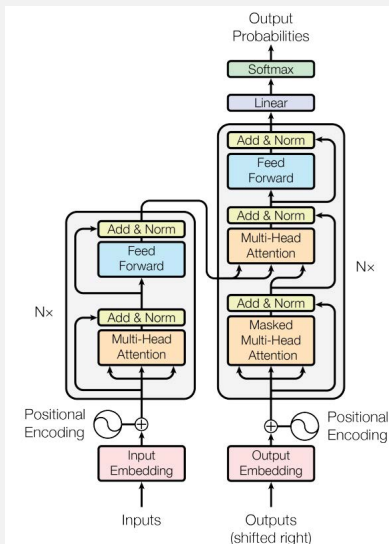 Output
Probabilities
Softmax
Linear
Add & Norm
Feed
Forward
Add & Norm
Multi-Head
Attention
Add & Norm
Masked
Multi-Head
Attention
Nx
Positional
Encoding
Output
Embedding
Outputs
(shifted right)
Add & Norm
Feed
Forward
Add & Norm
Multi-Head
Attention
Nx
Positional
Encoding
Input
Embedding
Inputs